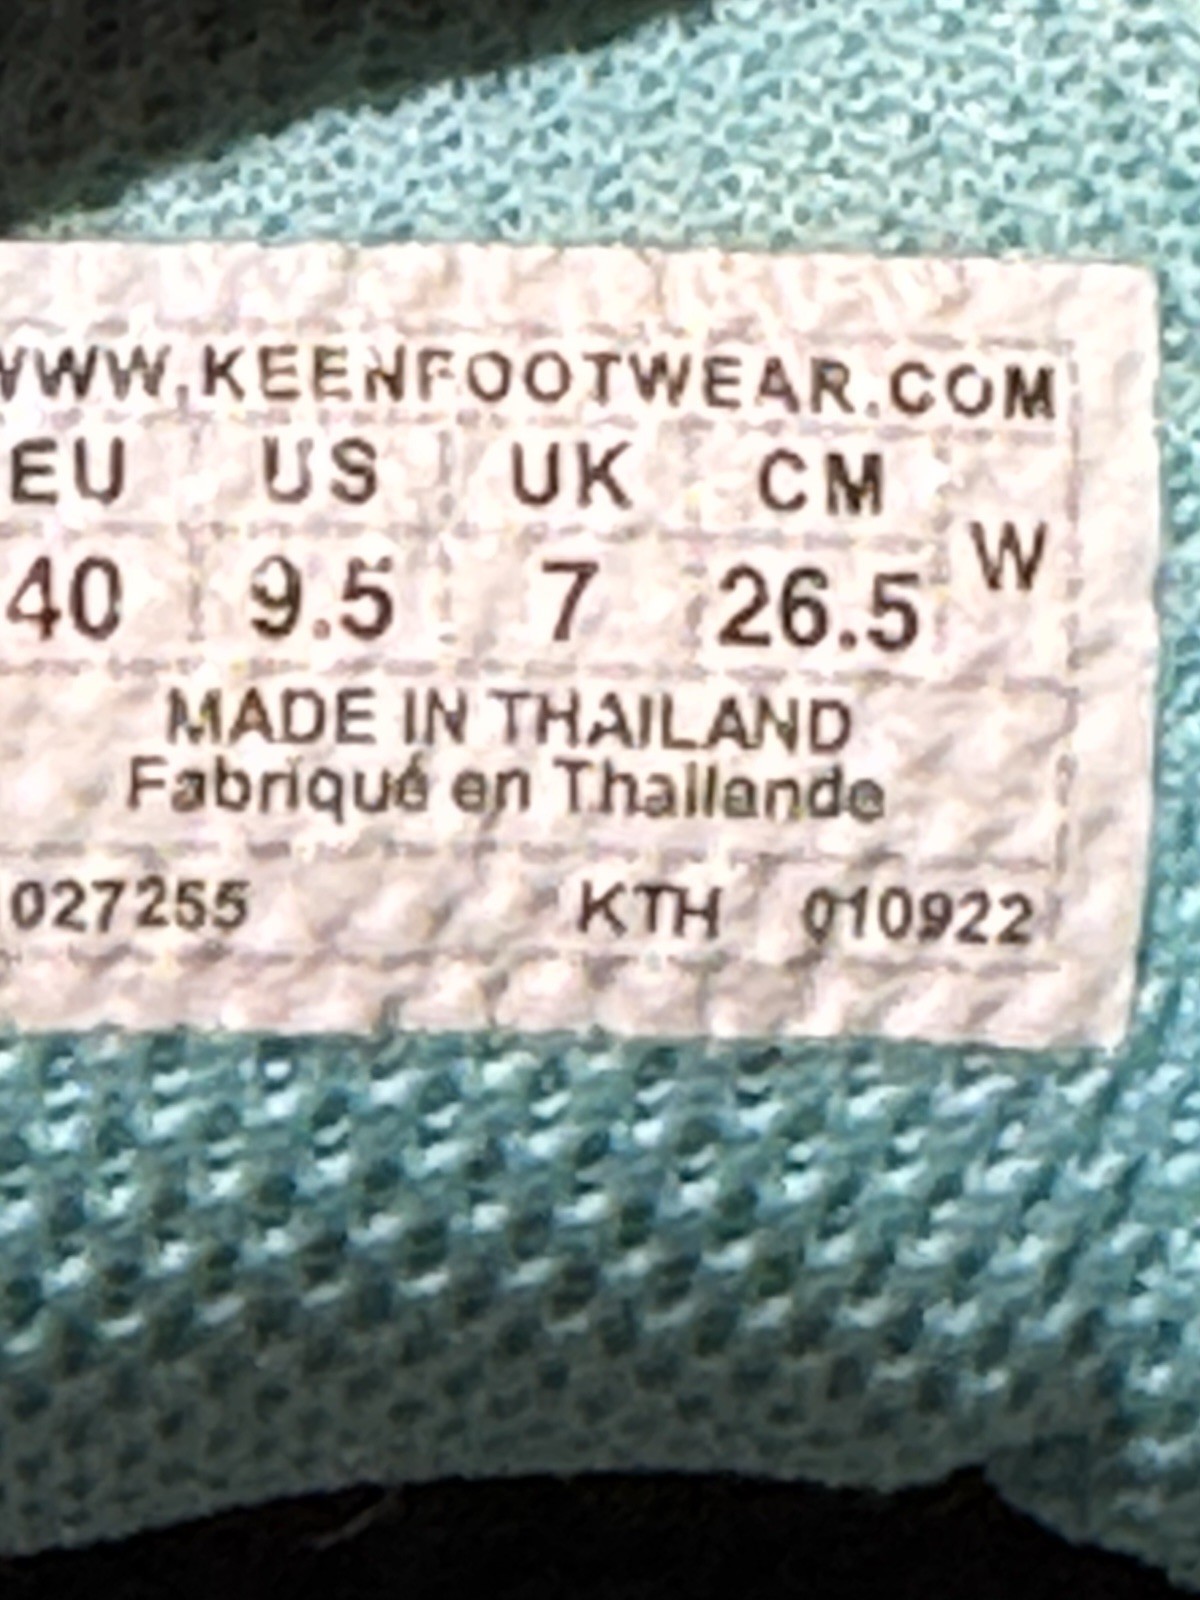 WWW.KEENFOOTWEAR.COM
EU US UK CM W
40 9.5 7 26.5
MADE IN THAILAND
Fabriqué en Thailande
027255 KTH 010922